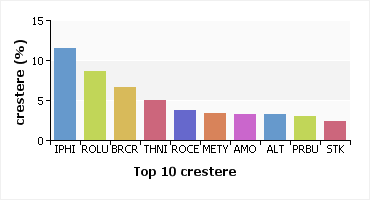 crestere (%)
15
10
5
0
IPHI ROLU BRCR THNI ROCE METY AMO ALT PRBU STK
Top 10 crestere